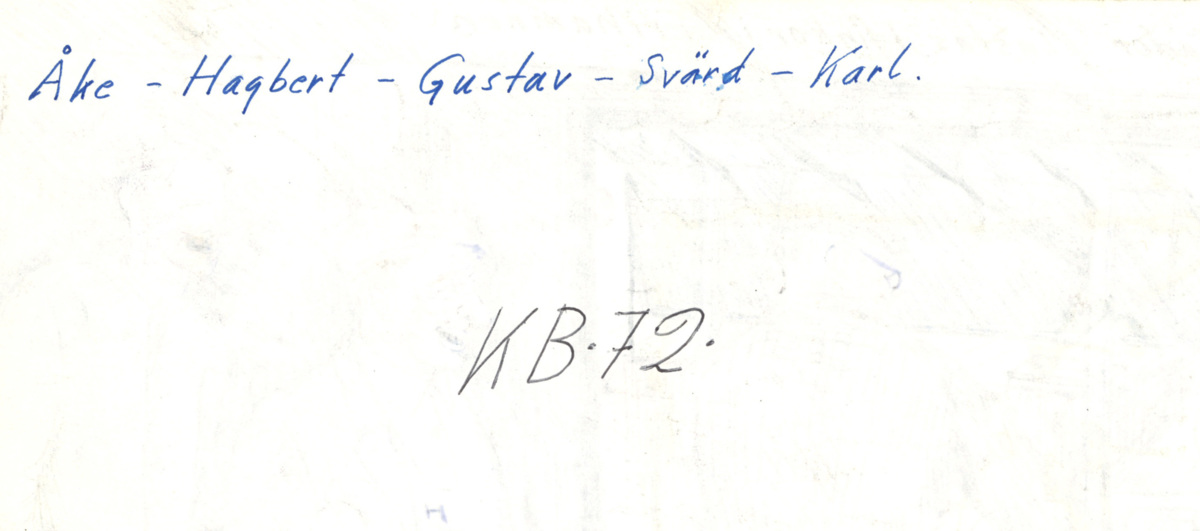 Åke - Hagbert - Gustav - Svärd - Karl.
KB·72.